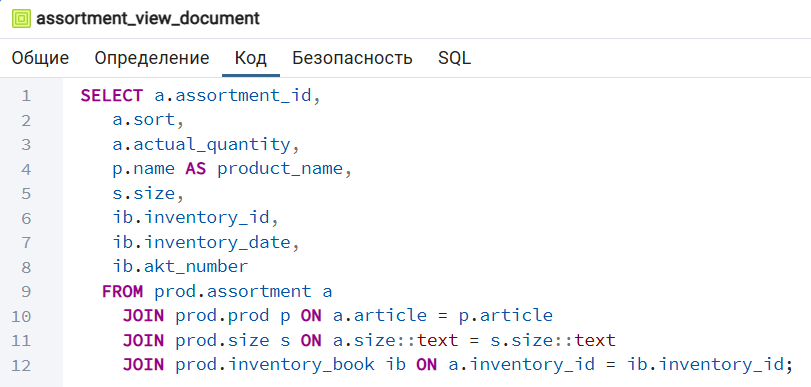 assortment_view_document
Общие Определение Код Безопасность SQL
1 SELECT a.assortment_id,
2 a.sort,
3 a.actual_quantity,
4 p.name AS product_name,
5 s.size,
6 ib.inventory_id,
7 ib.inventory_date,
8 ib.akt_number
9 FROM prod.assortment a
10 JOIN prod.prod p ON a.article = p.article
11 JOIN prod.size s ON a.size::text = s.size::text
12 JOIN prod.inventory_book ib ON a.inventory_id = ib.inventory_id;